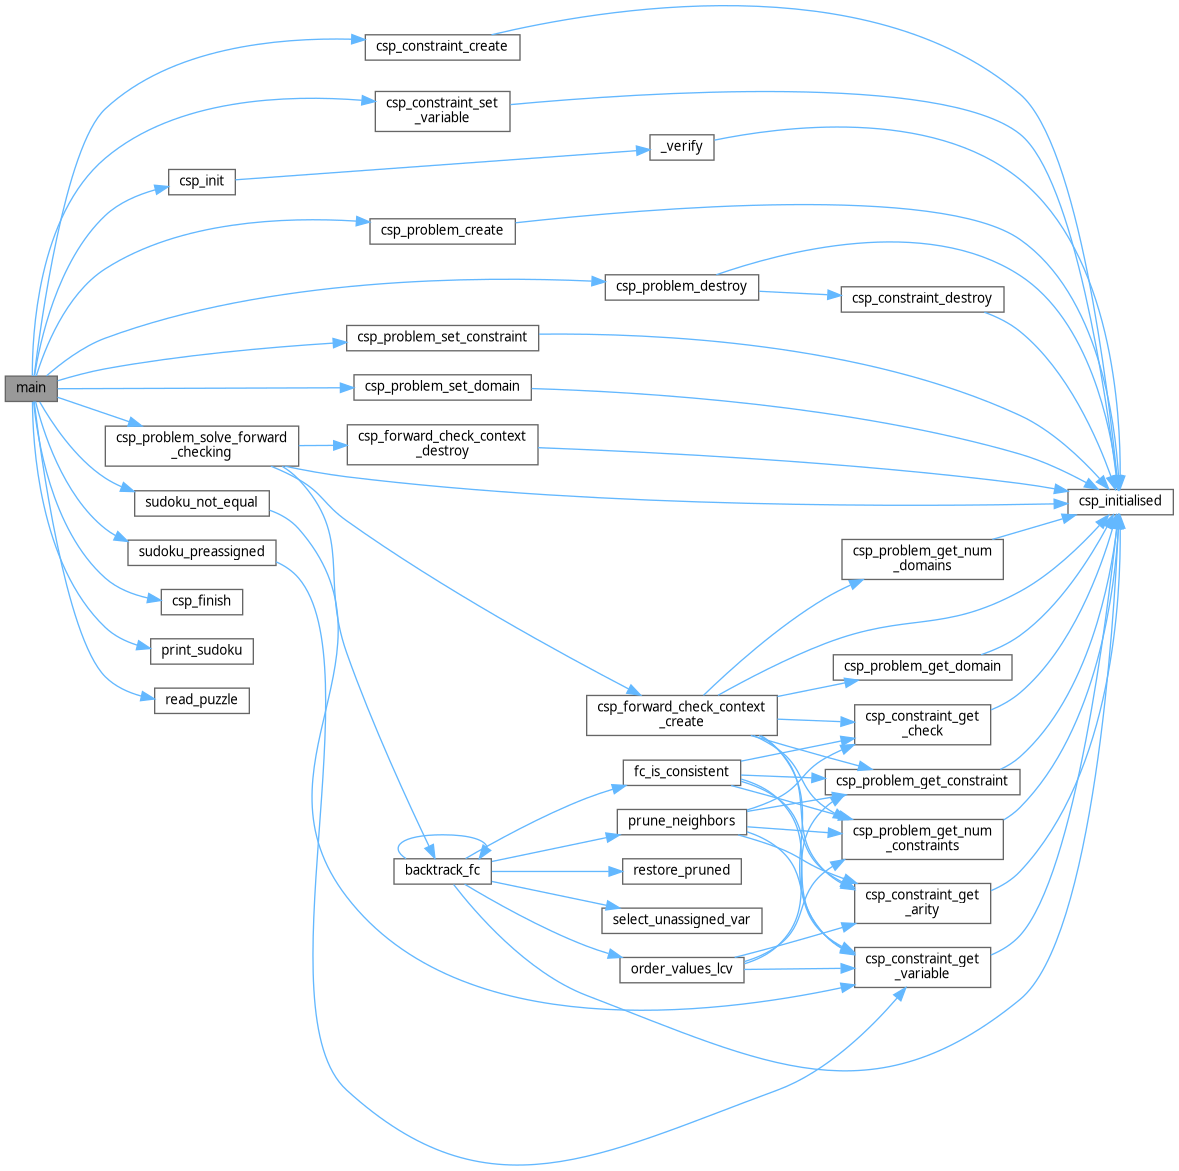 csp_constraint_create
csp_constraint_set
_variable
_verify
csp_init
csp_problem_create
csp_problem_destroy
csp_constraint_destroy
csp_problem_set_constraint
main
csp_problem_set_domain
csp_problem_solve_forward
_checking
csp_forward_check_context
_destroy
csp_initialised
sudoku_not_equal
sudoku_preassigned
csp_problem_get_num
_domains
csp_finish
print_sudoku
csp_problem_get_domain
read_puzzle
csp_forward_check_context
_create
csp_constraint_get
_check
fc_is_consistent
csp_problem_get_constraint
prune_neighbors
csp_problem_get_num
_constraints
backtrack_fc
restore_pruned
csp_constraint_get
_arity
select_unassigned_var
order_values_lcv
csp_constraint_get
_variable